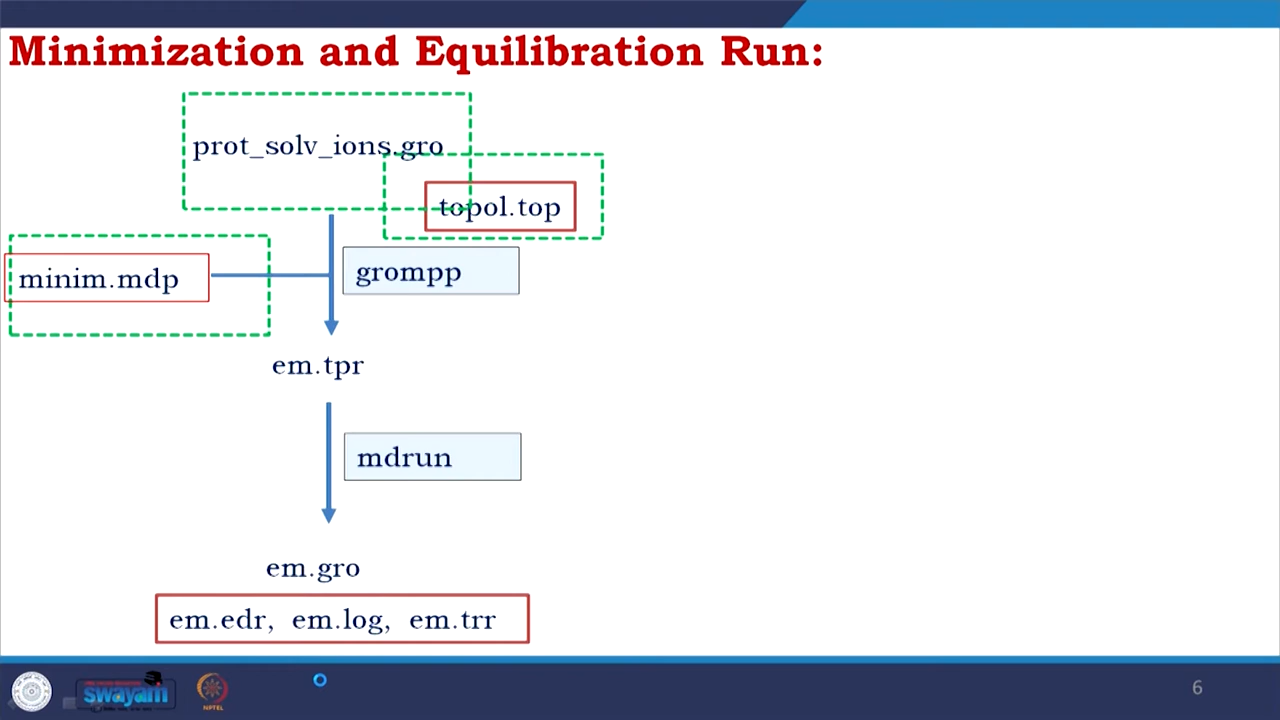 Minimization and Equilibration Run:
prot_solv_ions.gro
topol.top
minim.mdp
grompp
em.tpr
mdrun
em.gro
em.edr, em.log, em.trr
swayam
NPTEL
6